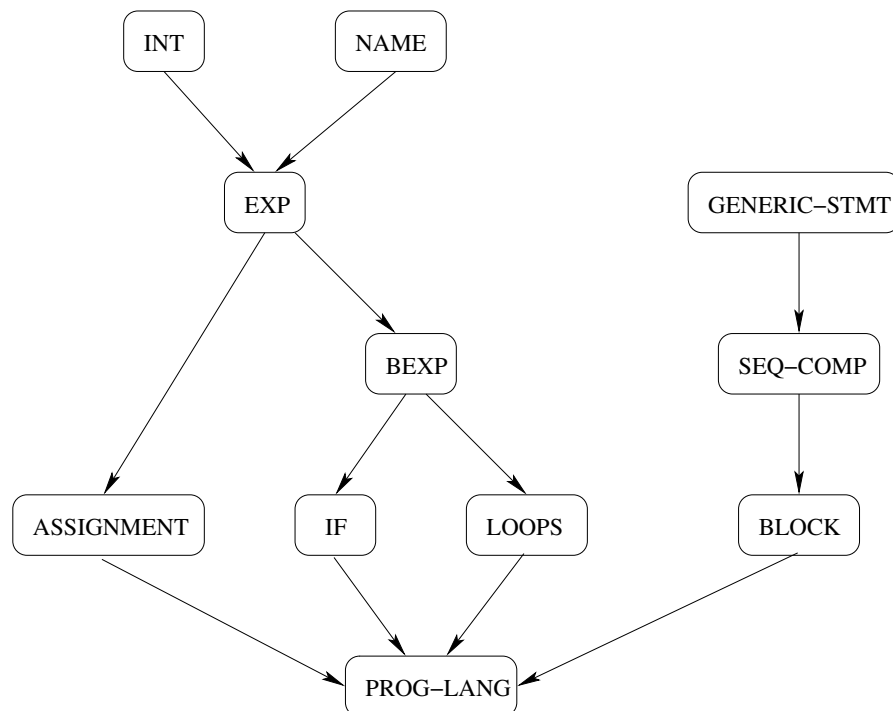 INT
NAME
EXP
GENERIC−STMT
BEXP
SEQ−COMP
ASSIGNMENT
IF
LOOPS
BLOCK
PROG−LANG